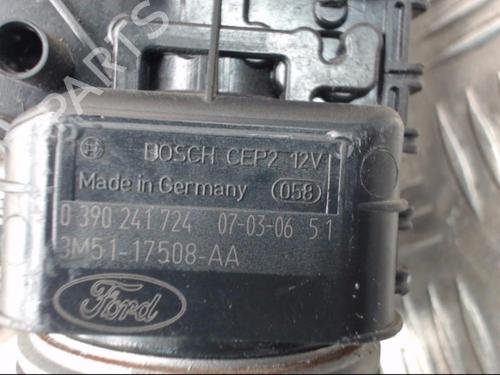 BOSCH CEP2 12V
Made in Germany 058
0 390 241 724 07-03-06 51
3M51-17508-AA
Ford